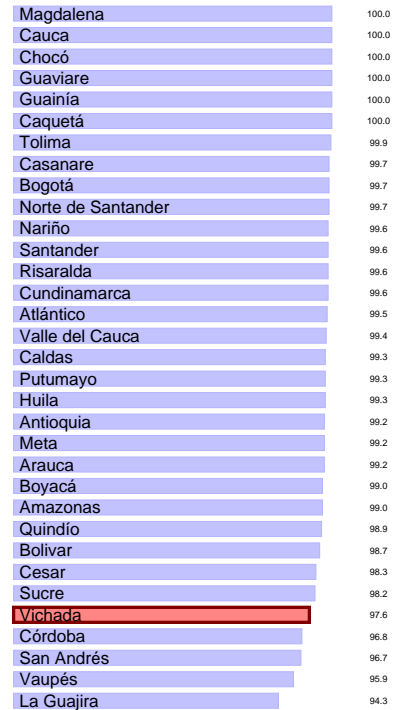 Magdalena 100.0
Cauca 100.0
Chocó 100.0
Guaviare 100.0
Guainía 100.0
Caquetá 100.0
Tolima 99.9
Casanare 99.7
Bogotá 99.7
Norte de Santander 99.7
Nariño 99.6
Santander 99.6
Risaralda 99.6
Cundinamarca 99.6
Atlántico 99.5
Valle del Cauca 99.4
Caldas 99.3
Putumayo 99.3
Huila 99.3
Antioquia 99.2
Meta 99.2
Arauca 99.2
Boyacá 99.0
Amazonas 99.0
Quindío 98.9
Bolivar 98.7
Cesar 98.3
Sucre 98.2
Vichada 97.6
Córdoba 96.8
San Andrés 96.7
Vaupés 95.9
La Guajira 94.3